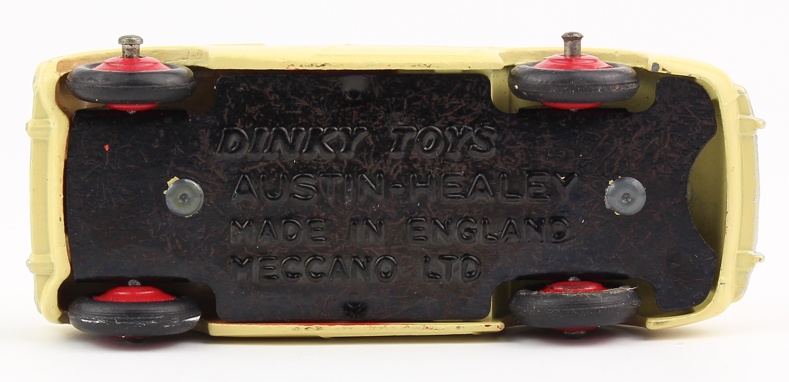 DINKY TOYS
AUSTIN-HEALEY
MADE IN ENGLAND
MECCANO LTD